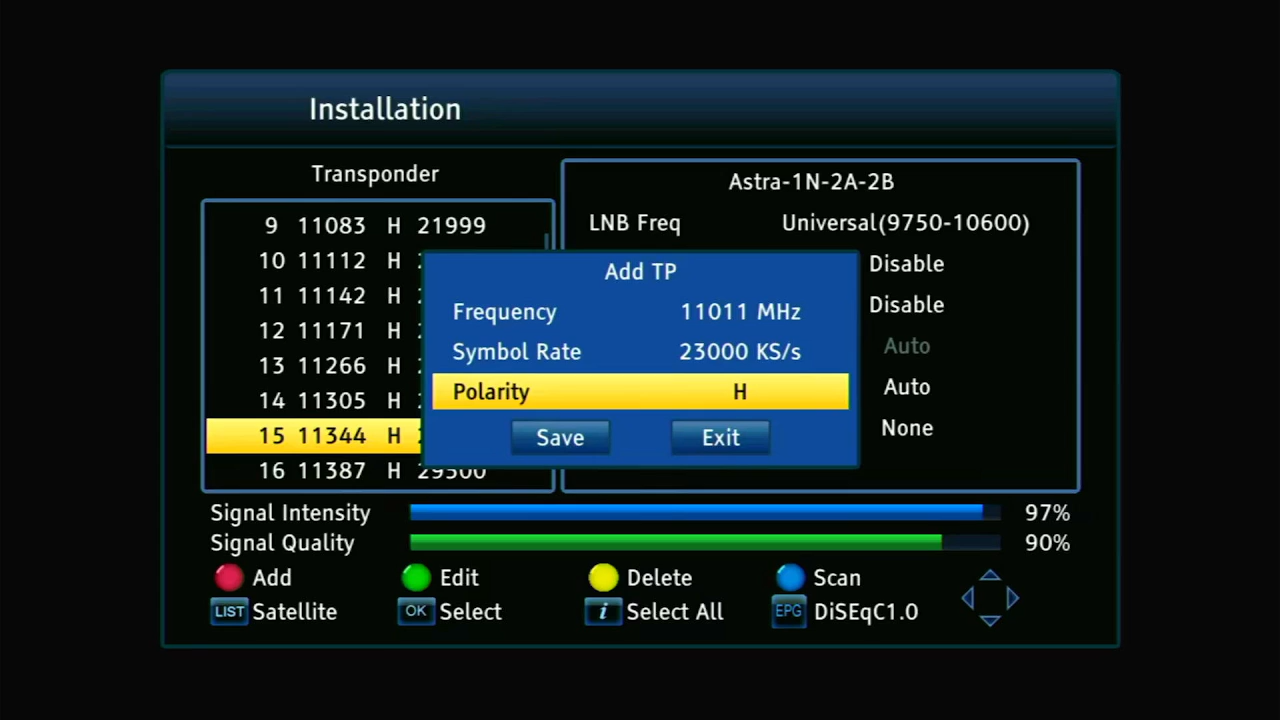 Installation
Transponder
9 11083 H 21999
10 11112 H
11 11142 H
12 11171 H
13 11266 H
14 11305 H
15 11344 H
16 11387 H 29500
Astra-1N-2A-2B
LNB Freq Universal(9750-10600)
Disable
Disable
Auto
Auto
None
Add TP
Frequency 11011 MHz
Symbol Rate 23000 KS/s
Polarity H
Save Exit
Signal Intensity 97%
Signal Quality 90%
Add Edit Delete Scan
LIST Satellite OK Select i Select All EPG DiSEqC1.0